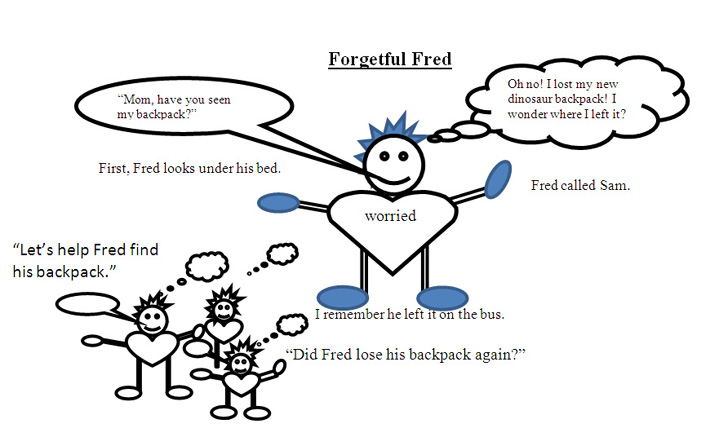 Forgetful Fred
“Mom, have you seen
my backpack?”
Oh no! I lost my new
dinosaur backpack! I
wonder where I left it?
First, Fred looks under his bed.
Fred called Sam.
worried
“Let’s help Fred find
his backpack.”
I remember he left it on the bus.
“Did Fred lose his backpack again?”